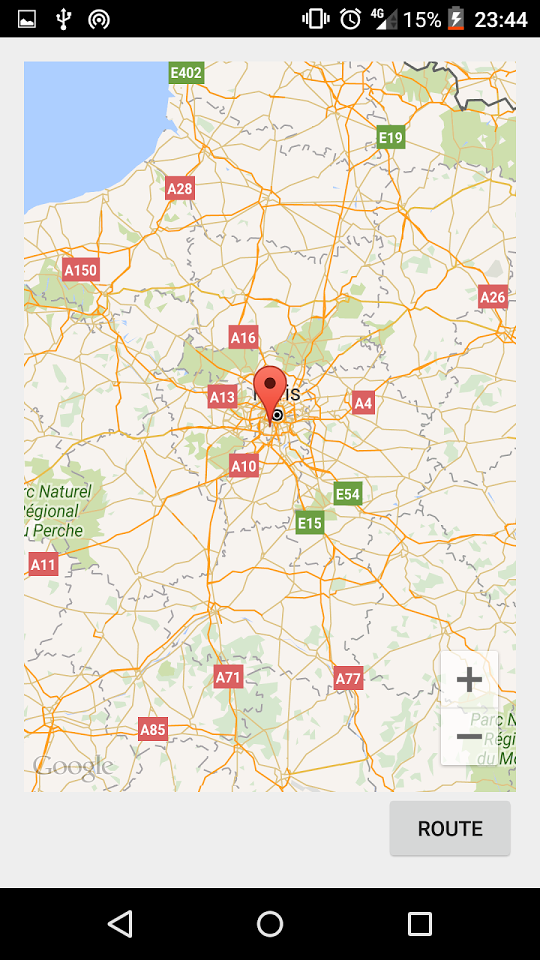 4G 15% 23:44
E402
E19
A28
A150
A26
A16
A13
A4
A10
E54
E15
rc Naturel
égional
u Perche
A11
A71
A77
A85
Parc N
Régi
du Mo
+
−
Google
ROUTE